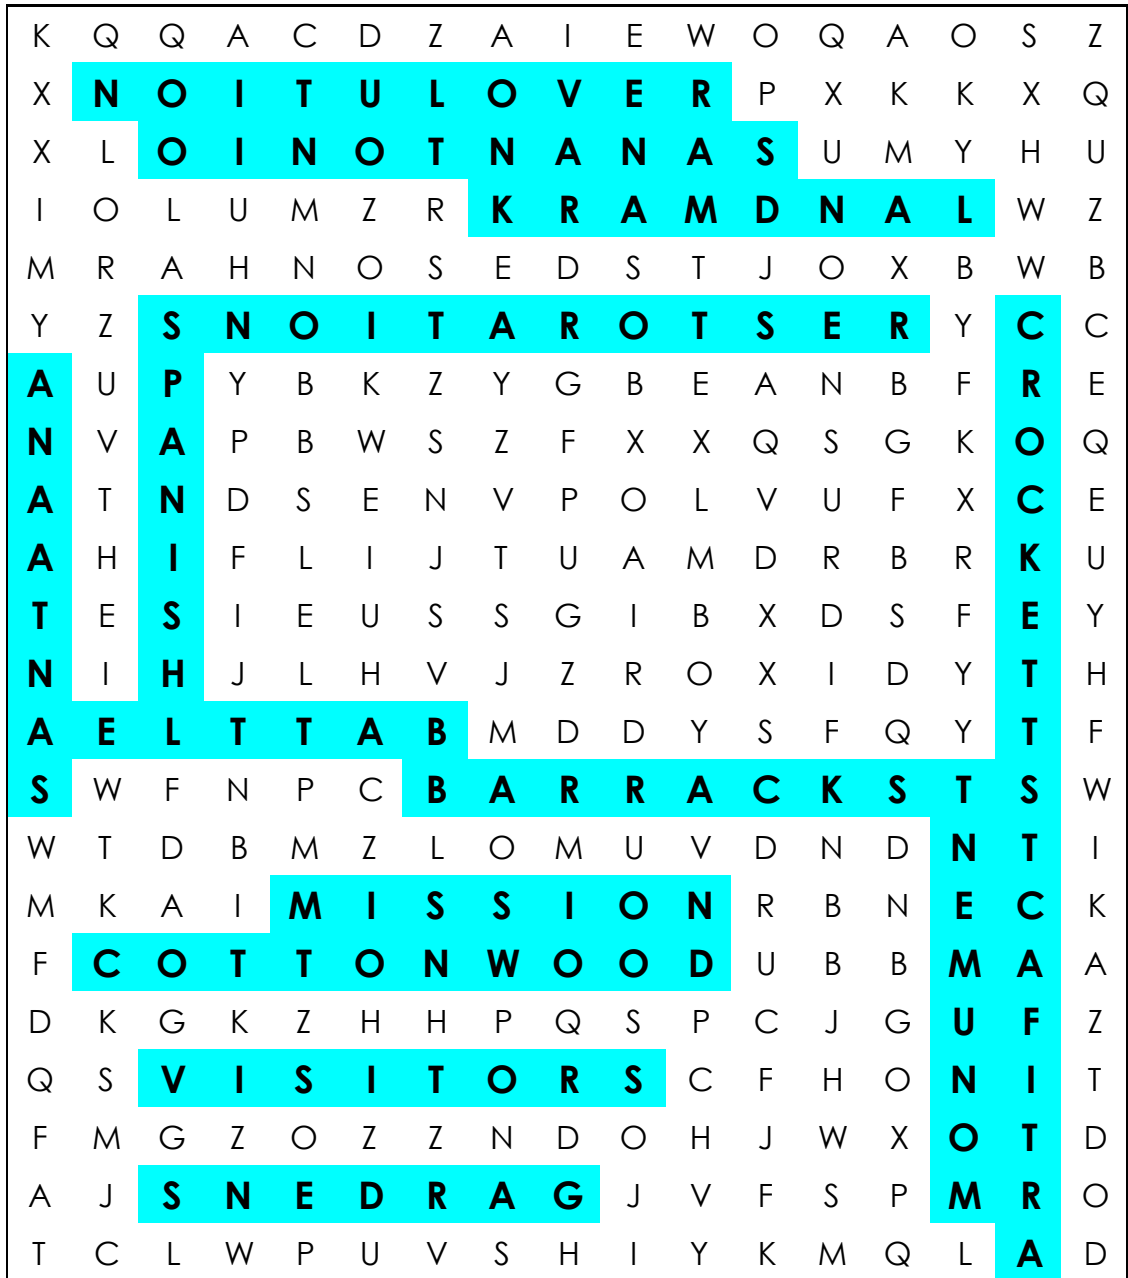 K Q Q A C D Z A I E W O Q A O S Z
X N O I T U L O V E R P X K K X Q
X L O I N O T N A N A S U M Y H U
I O L U M Z R K R A M D N A L W Z
M R A H N O S E D S T J O X B W B
Y Z S N O I T A R O T S E R Y C C
A U P Y B K Z Y G B E A N B F R E
N V A P B W S Z F X X Q S G K O Q
A T N D S E N V P O L V U F X C E
A H I F L I J T U A M D R B R K U
T E S I E U S S G I B X D S F E Y
N I H J L H V J Z R O X I D Y T H
A E L T T A B M D D Y S F Q Y T F
S W F N P C B A R R A C K S T S W
W T D B M Z L O M U V D N D N T I
M K A I M I S S I O N R B N E C K
F C O T T O N W O O D U B B M A A
D K G K Z H H P Q S P C J G U F Z
Q S V I S I T O R S C F H O N I T
F M G Z O Z Z N D O H J W X O T D
A J S N E D R A G J V F S P M R O
T C L W P U V S H I Y K M Q L A D